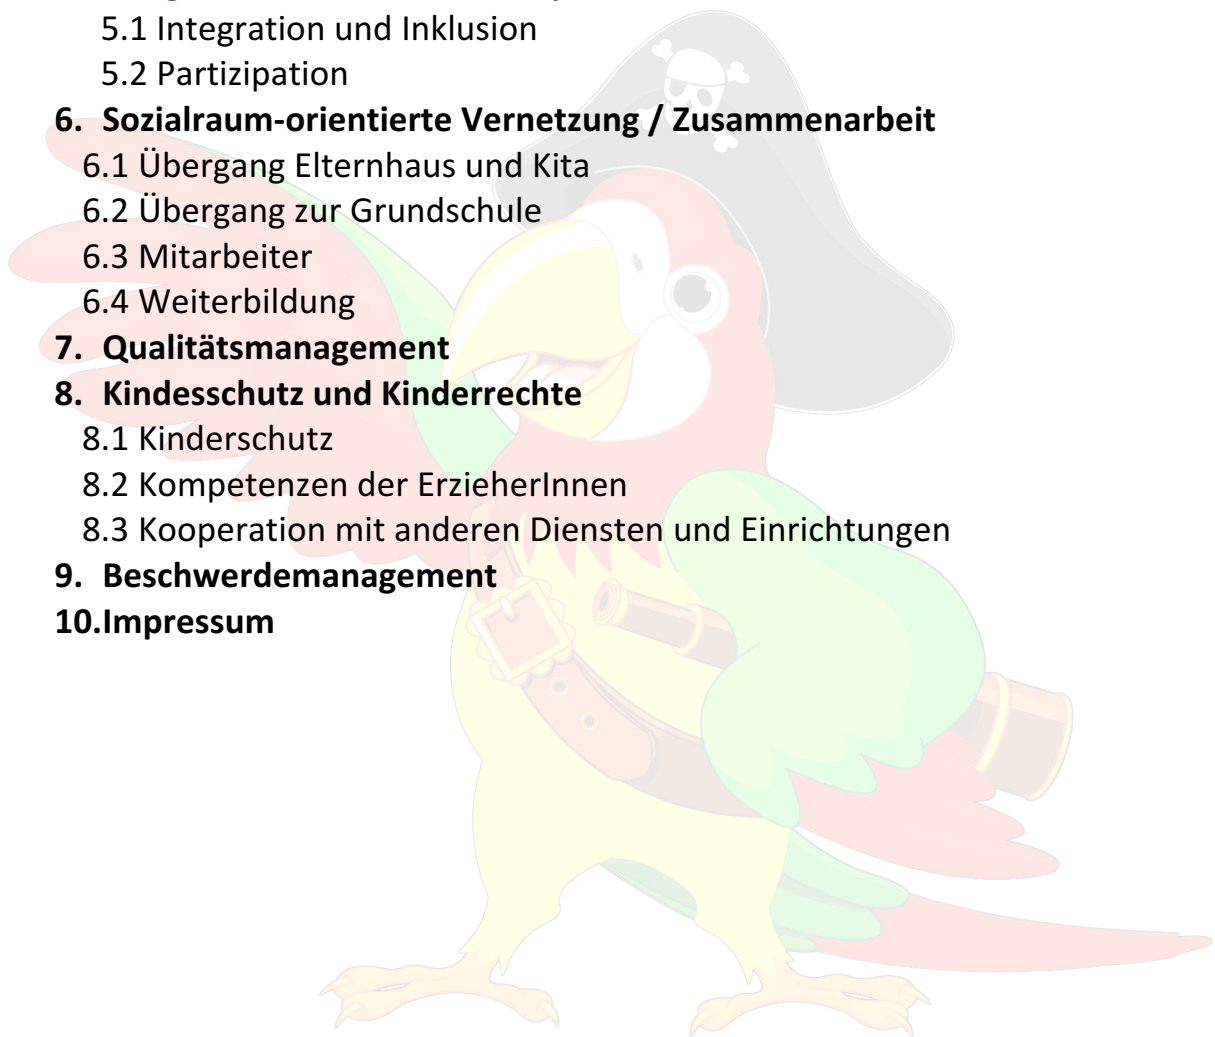 5.1 Integration und Inklusion
5.2 Partizipation
6. Sozialraum-orientierte Vernetzung / Zusammenarbeit
6.1 Übergang Elternhaus und Kita
6.2 Übergang zur Grundschule
6.3 Mitarbeiter
6.4 Weiterbildung
7. Qualitätsmanagement
8. Kindesschutz und Kinderrechte
8.1 Kinderschutz
8.2 Kompetenzen der ErzieherInnen
8.3 Kooperation mit anderen Diensten und Einrichtungen
9. Beschwerdemanagement
10.Impressum